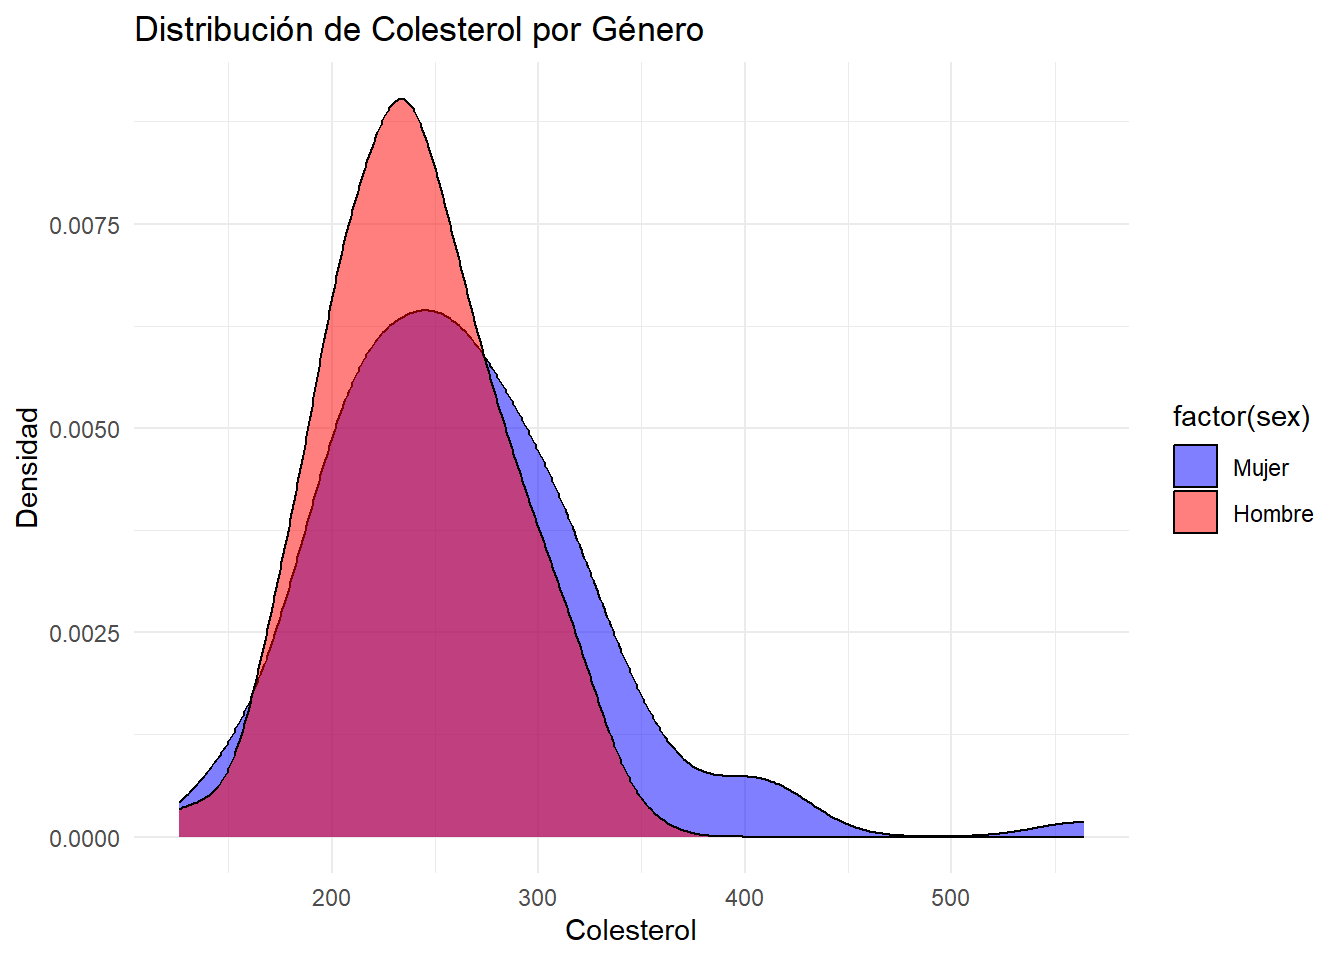 Distribución de Colesterol por Género
Densidad
0.0075
0.0050
0.0025
0.0000
200
300
400
500
Colesterol
factor(sex)
Mujer
Hombre